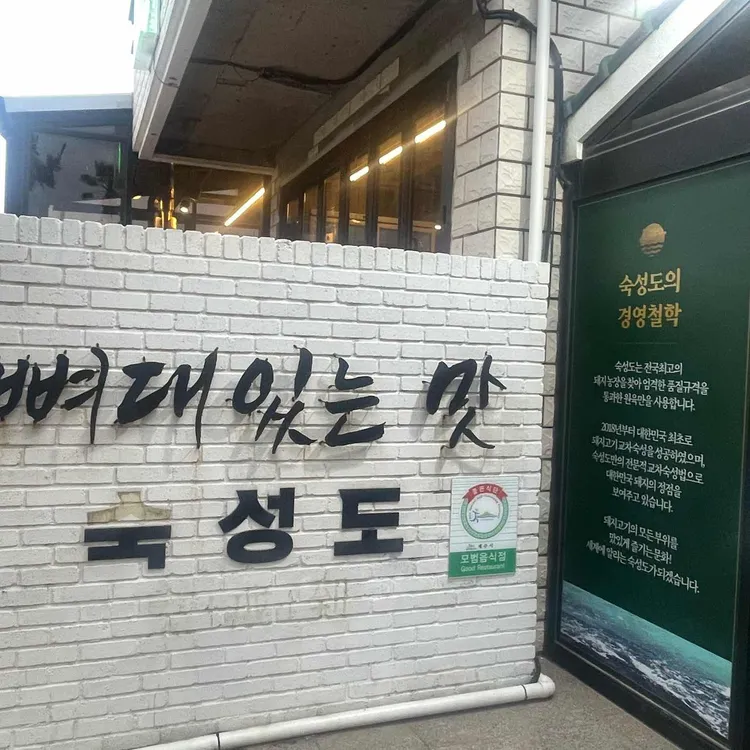 뼈대 있는 맛
숙성도
모범음식점
Good Restaurant
숙성도의
경영철학
숙성도는 전국최고의
돼지 농장을 찾아 엄격한 품질규격을
통과한 원육만을 사용합니다.
2018년부터 대한민국 최초로
돼지고기 교차숙성을 성공하였으며,
숙성도만의 전문적 교차숙성법으로
대한민국 돼지의 정점을
보여주고 있습니다.
돼지고기의 모든부위를
맛있게 즐기는 문화!
세계에 알리는 숙성도가 되겠습니다.